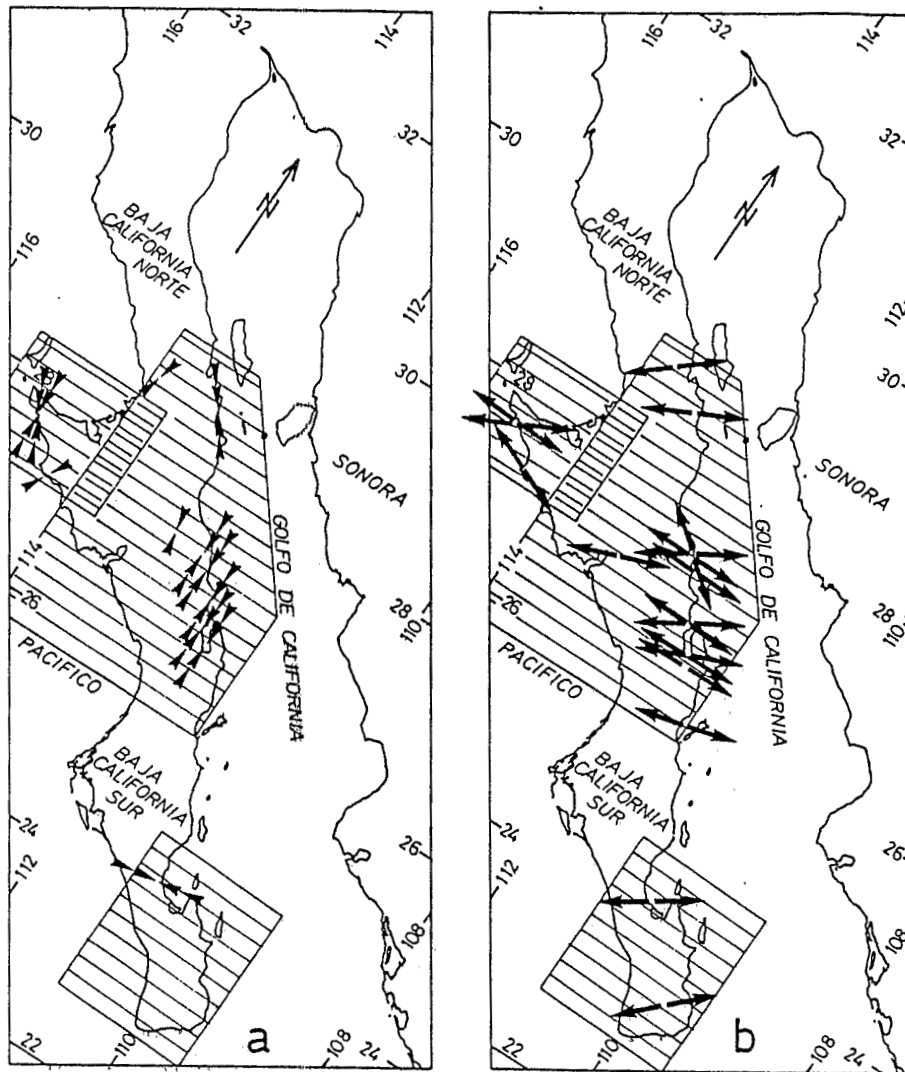 116
32
114
30
32
BAJA
CALIFORNIA
NORTE
116
112
30
28
SONORA
GOLFO DE CALIFORNIA
114
26
28
110
PACIFICO
BAJA
CALIFORNIA
SUR
24
112
26
108
22
110
a
108
24
N
116
32
114
30
32
BAJA
CALIFORNIA
NORTE
116
112
30
28
SONORA
GOLFO DE CALIFORNIA
114
26
28
110
PACIFICO
BAJA
CALIFORNIA
SUR
24
112
26
108
22
110
b
108
24
N